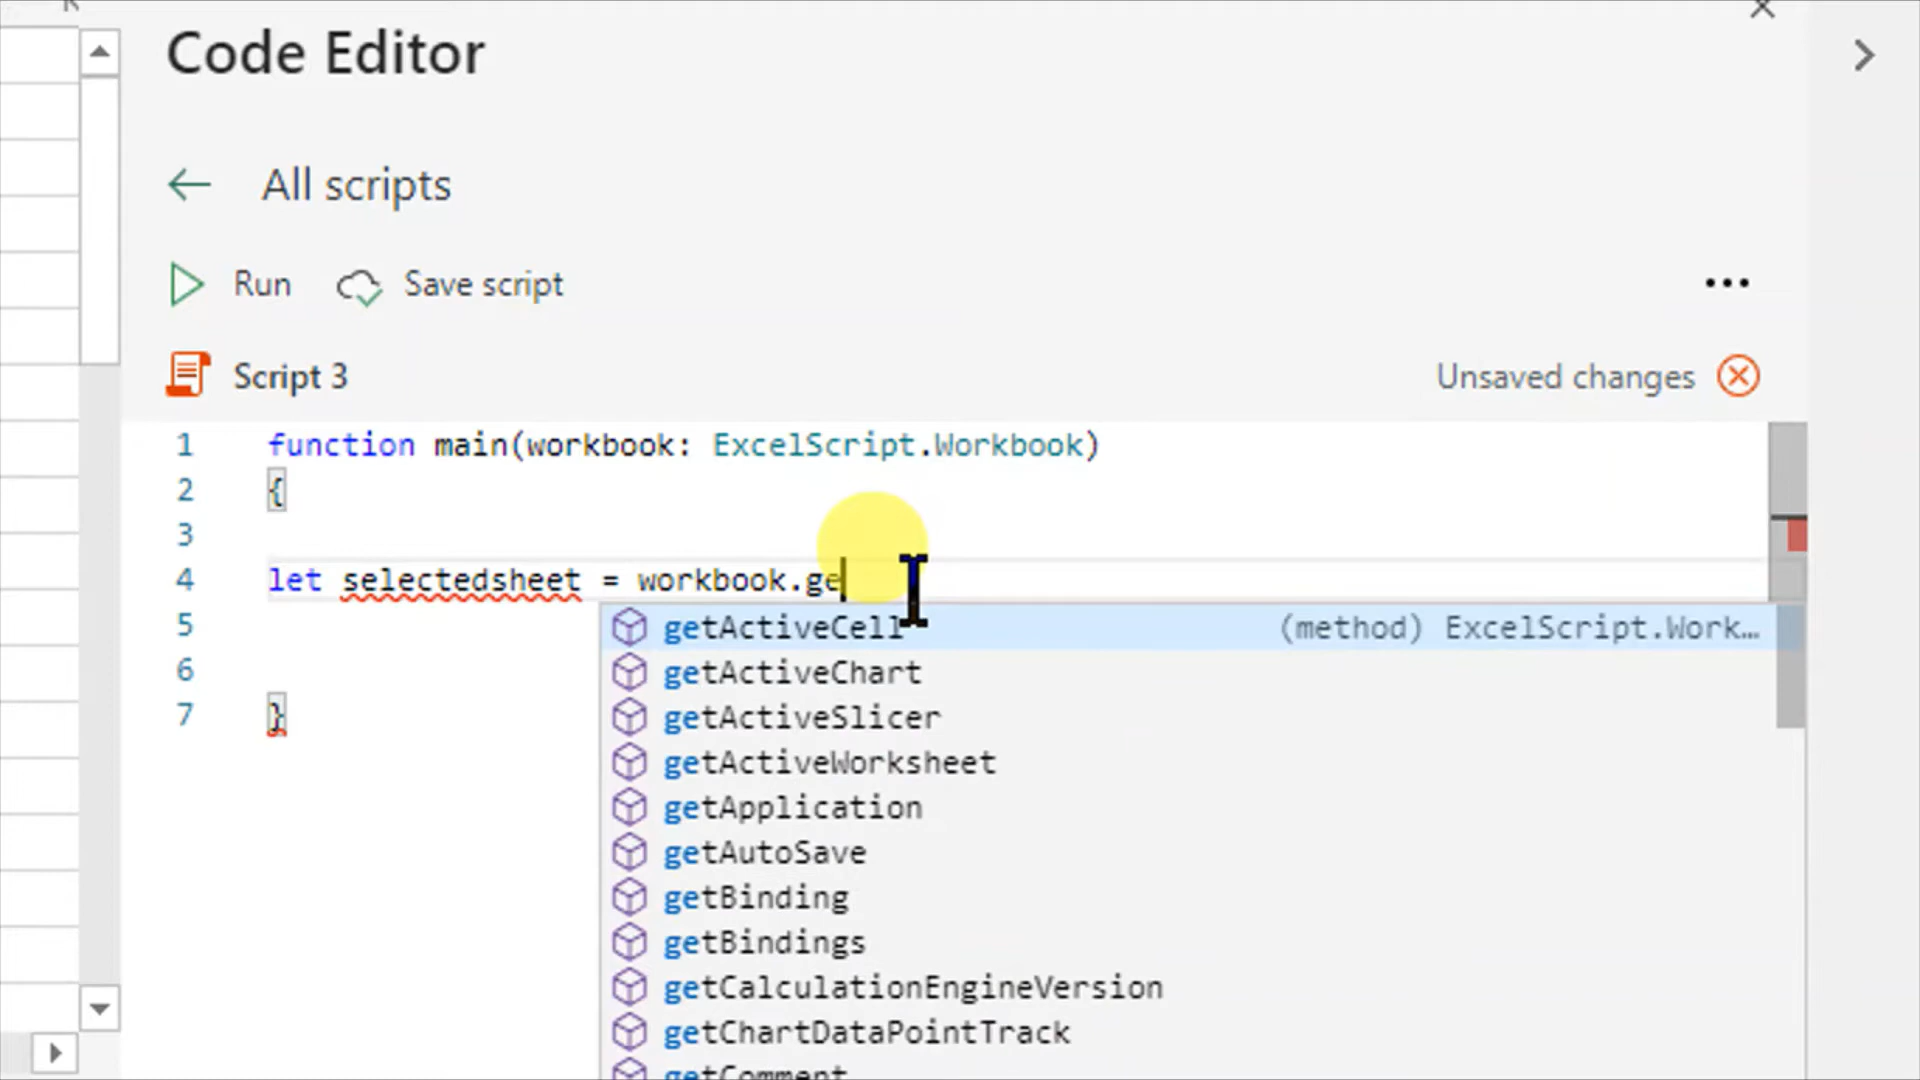 Code Editor
All scripts
Run Save script
Script 3 Unsaved changes
1 function main(workbook: ExcelScript.Workbook)
2 {
3
4 let selectedsheet = workbook.ge
5
6
7 }
getActiveCell (method) ExcelScript.Work…
getActiveChart
getActiveSlicer
getActiveWorksheet
getApplication
getAutoSave
getBinding
getBindings
getCalculationEngineVersion
getChartDataPointTrack
getComment